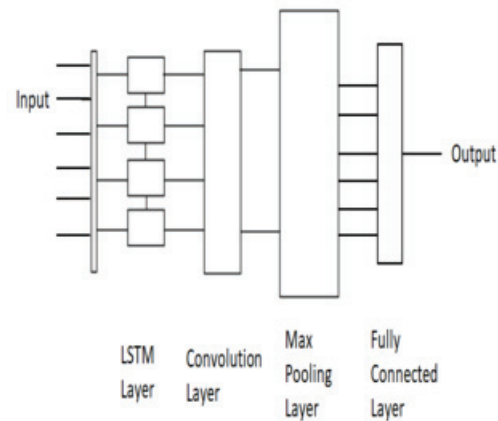 Input
Output
LSTM
Layer
Convolution
Layer
Max
Pooling
Layer
Fully
Connected
Layer